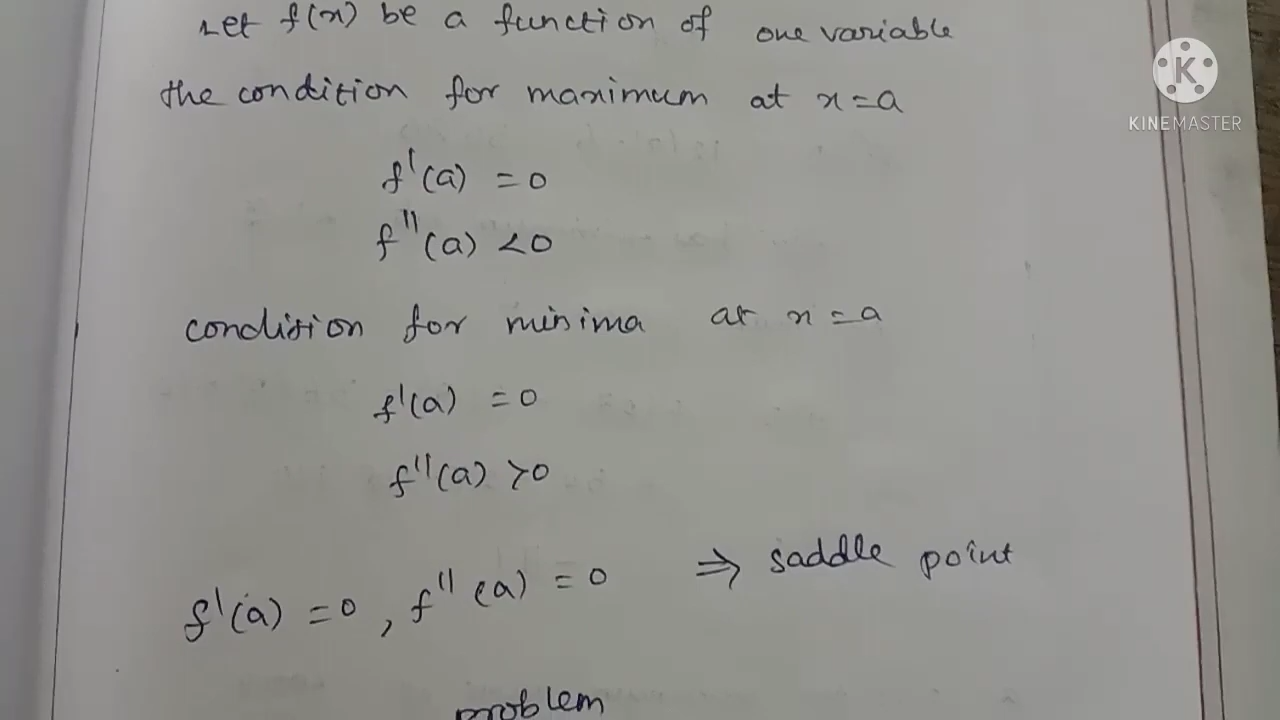 Let f(x) be a function of one variable
the condition for maximum at x=a
f'(a) =0
f''(a) <0
condition for minima at x=a
f'(a) =0
f''(a) >0
f'(a) =0, f''(a) =0 ⇒ saddle point
problem
K
KINEMASTER